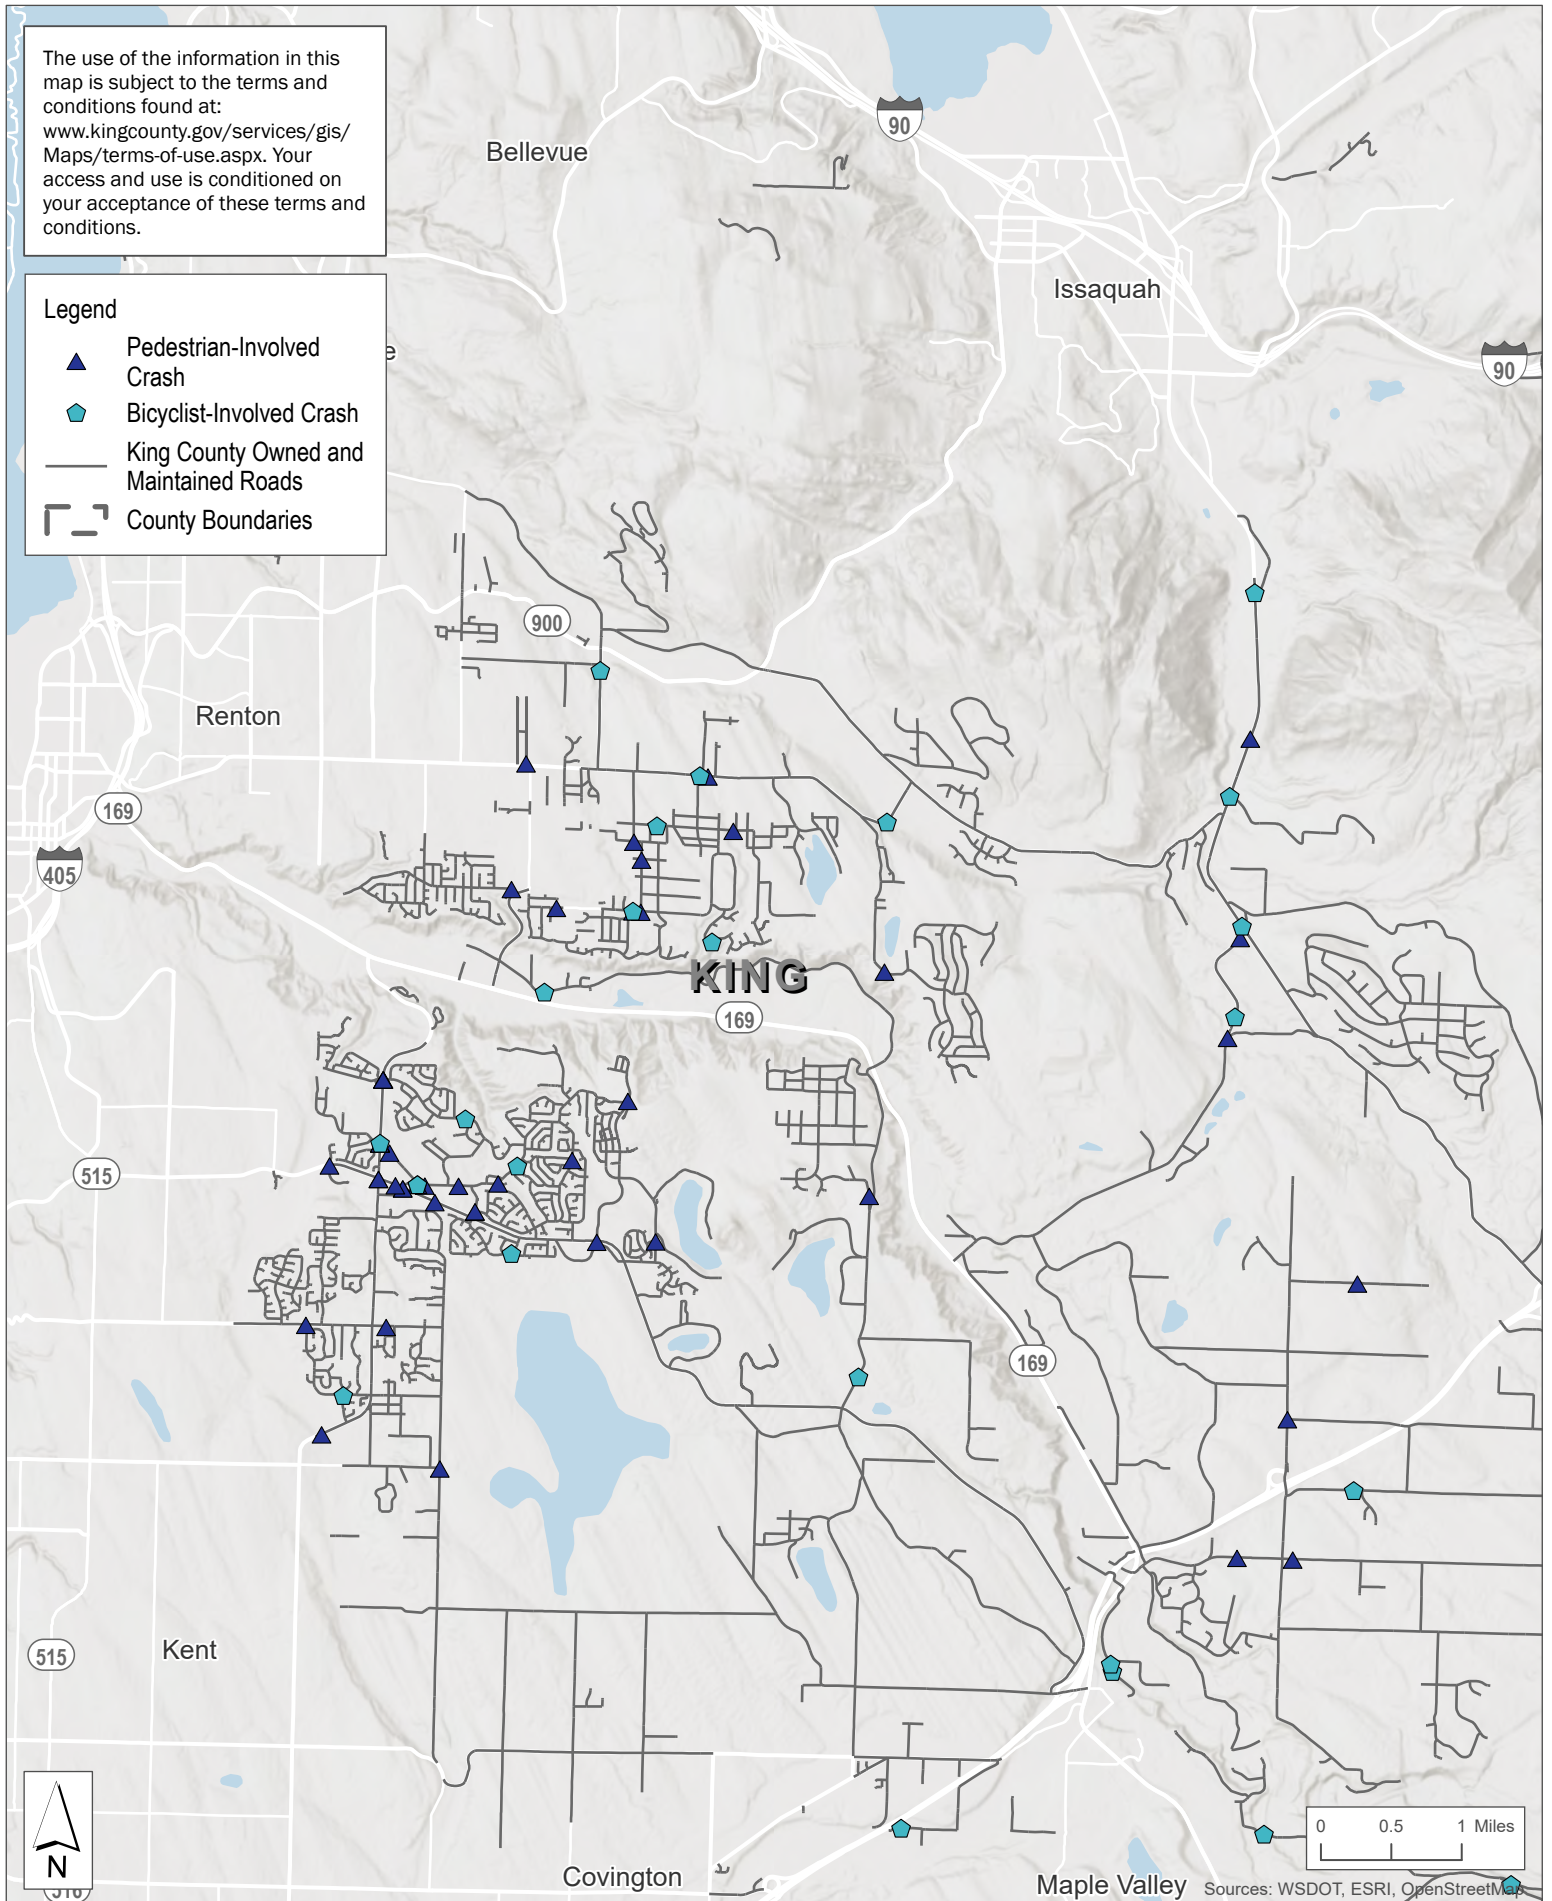 The use of the information in this
map is subject to the terms and
conditions found at:
www.kingcounty.gov/services/gis/
Maps/terms-of-use.aspx. Your
access and use is conditioned on
your acceptance of these terms and
conditions.
Legend
Pedestrian-Involved
Crash
Bicyclist-Involved Crash
King County Owned and
Maintained Roads
County Boundaries
e
90
Bellevue
Issaquah
90
900
Renton
169
405
KING
169
515
169
515
Kent
516
N
Covington
Maple Valley
0 0.5 1 Miles
Sources: WSDOT, ESRI, OpenStreetMap